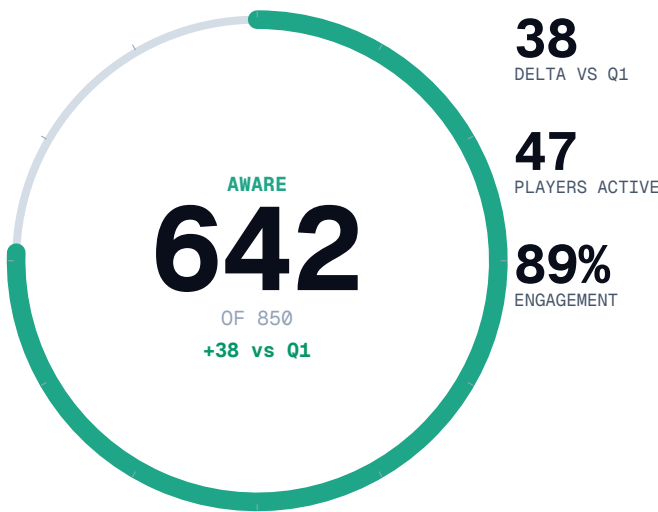 AWARE
642
OF 850
+38 vs Q1
38
DELTA VS Q1
47
PLAYERS ACTIVE
89%
ENGAGEMENT